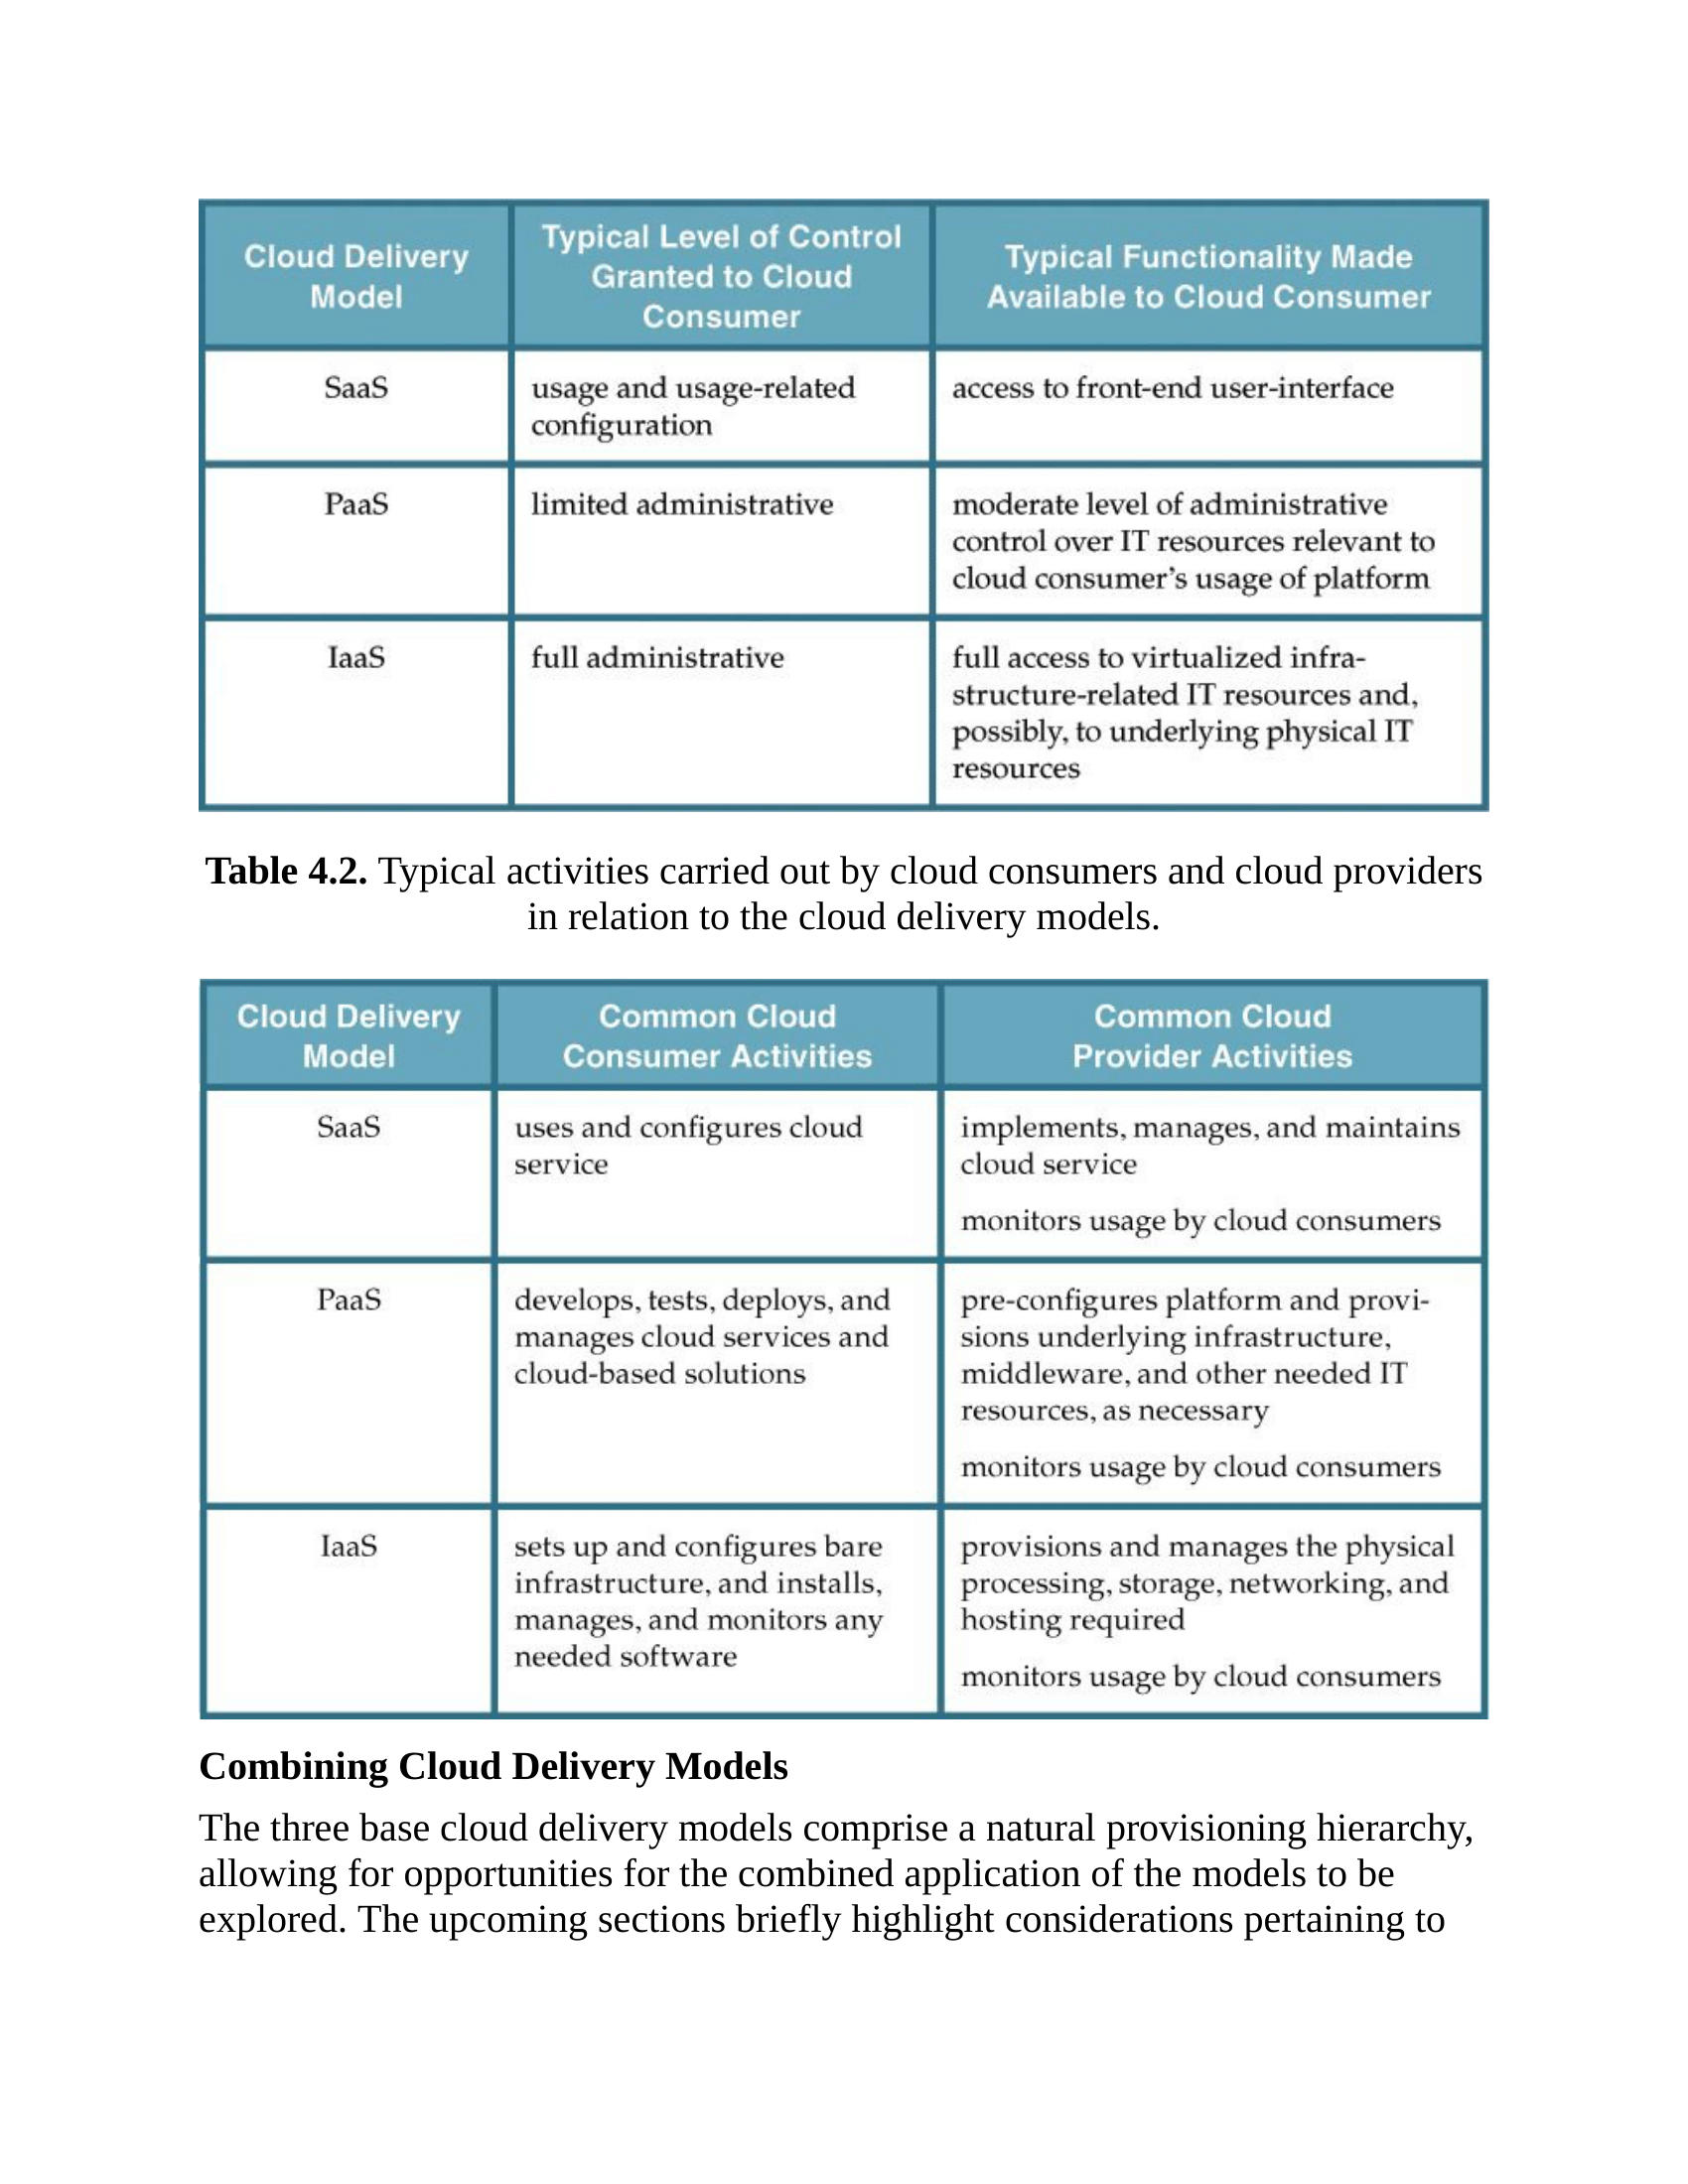 Cloud Delivery
Model
Typical Level of Control
Granted to Cloud
Consumer
Typical Functionality Made
Available to Cloud Consumer
SaaS
usage and usage-related
configuration
access to front-end user-interface
PaaS
limited administrative
moderate level of administrative
control over IT resources relevant to
cloud consumer’s usage of platform
IaaS
full administrative
full access to virtualized infra-
structure-related IT resources and,
possibly, to underlying physical IT
resources
Table 4.2. Typical activities carried out by cloud consumers and cloud providers
in relation to the cloud delivery models.
Cloud Delivery
Model
Common Cloud
Consumer Activities
Common Cloud
Provider Activities
SaaS
uses and configures cloud
service
implements, manages, and maintains
cloud service
monitors usage by cloud consumers
PaaS
develops, tests, deploys, and
manages cloud services and
cloud-based solutions
pre-configures platform and provi-
sions underlying infrastructure,
middleware, and other needed IT
resources, as necessary
monitors usage by cloud consumers
IaaS
sets up and configures bare
infrastructure, and installs,
manages, and monitors any
needed software
provisions and manages the physical
processing, storage, networking, and
hosting required
monitors usage by cloud consumers
Combining Cloud Delivery Models
The three base cloud delivery models comprise a natural provisioning hierarchy,
allowing for opportunities for the combined application of the models to be
explored. The upcoming sections briefly highlight considerations pertaining to